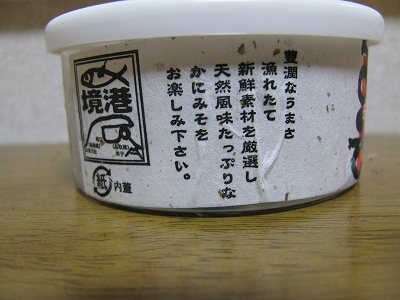 豊潤なうまさ
漁れたて
新鮮素材を厳選し
天然風味たっぷりな
かにみそを
お楽しみ下さい。
境港
紙
内蓋